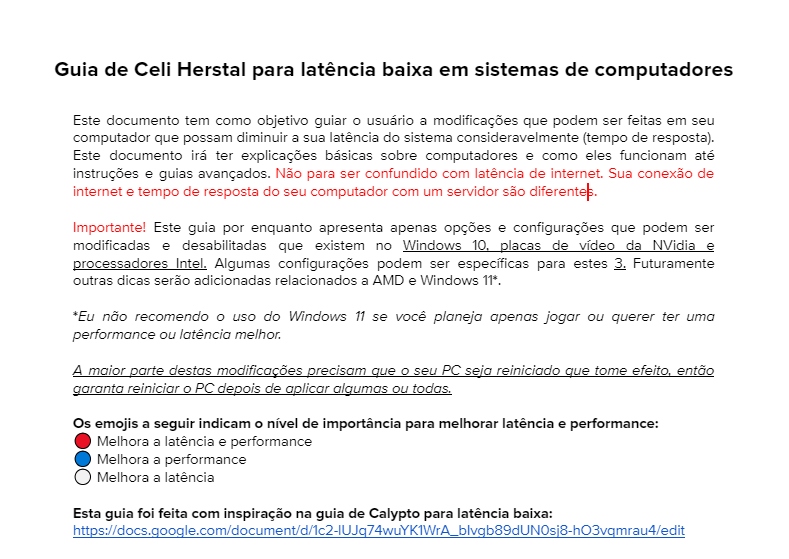 Guia de Celi Herstal para latência baixa em sistemas de computadores
Este documento tem como objetivo guiar o usuário a modificações que podem ser feitas em seu
computador que possam diminuir a sua latência do sistema consideravelmente (tempo de resposta).
Este documento irá ter explicações básicas sobre computadores e como eles funcionam até
instruções e guias avançados. Não para ser confundido com latência de internet. Sua conexão de
internet e tempo de resposta do seu computador com um servidor são diferentes.
Importante! Este guia por enquanto apresenta apenas opções e configurações que podem ser
modificadas e desabilitadas que existem no Windows 10, placas de vídeo da NVidia e
processadores Intel. Algumas configurações podem ser específicas para estes 3. Futuramente
outras dicas serão adicionadas relacionados a AMD e Windows 11*.
*Eu não recomendo o uso do Windows 11 se você planeja apenas jogar ou querer ter uma
performance ou latência melhor.
A maior parte destas modificações precisam que o seu PC seja reiniciado que tome efeito, então
garanta reiniciar o PC depois de aplicar algumas ou todas.
Os emojis a seguir indicam o nível de importância para melhorar latência e performance:
Melhora a latência e performance
Melhora a performance
Melhora a latência
Esta guia foi feita com inspiração na guia de Calypto para latência baixa:
https://docs.google.com/document/d/1c2-lUJq74wuYK1WrA_bIvgb89dUN0sj8-hO3vqmrau4/edit